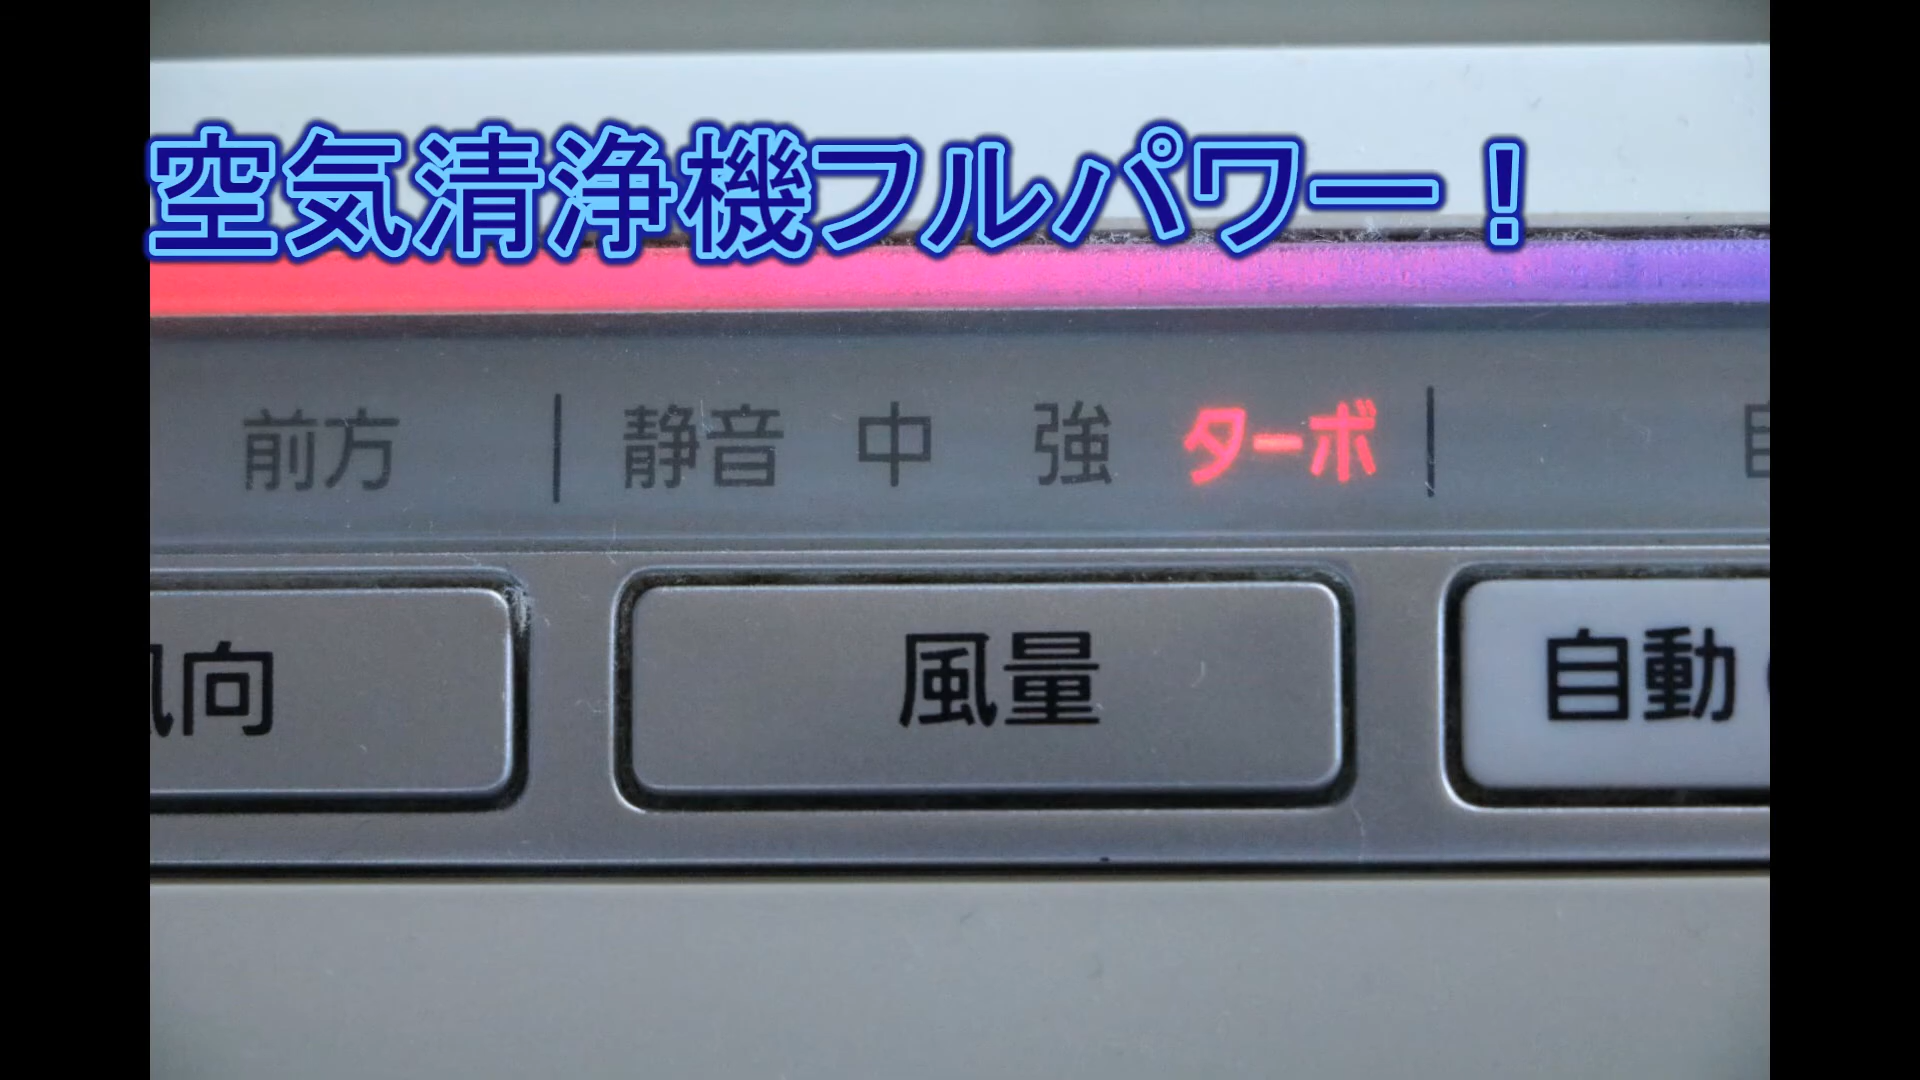 空気清浄機フルパワー！
前方 静音 中 強 ターボ
風向 風量 自動